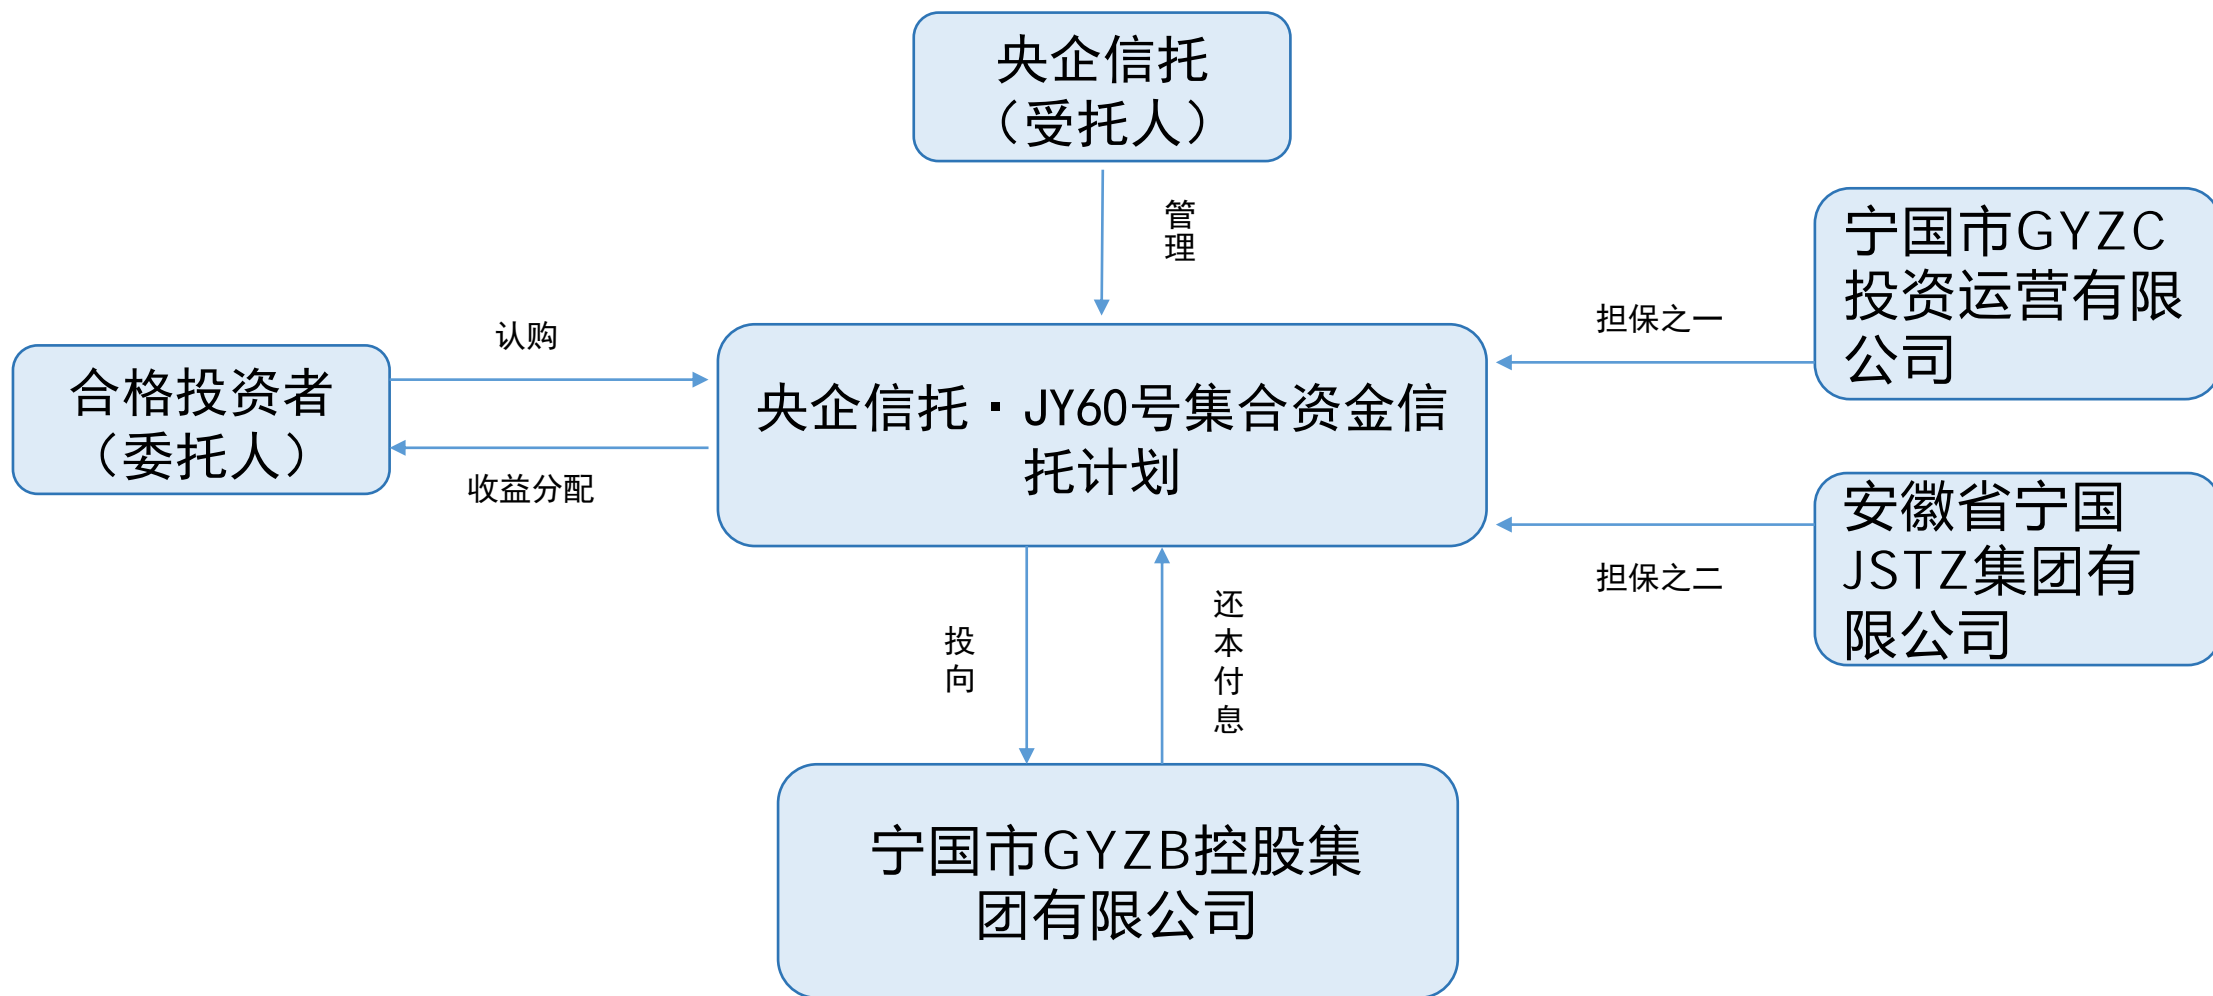 央企信托
（受托人）
管
理
宁国市GYZC
投资运营有限
公司
担保之一
认购
合格投资者
（委托人）
收益分配
央企信托·JY60号集合资金信
托计划
安徽省宁国
JSTZ集团有
限公司
担保之二
投
向
还
本
付
息
宁国市GYZB控股集
团有限公司